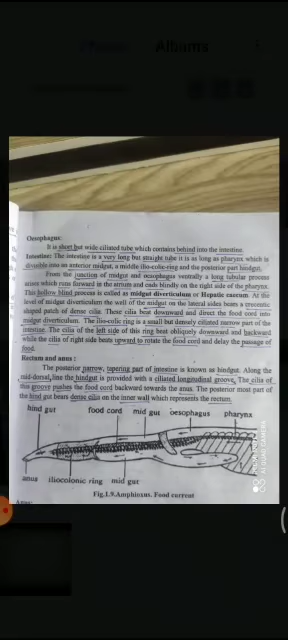 Albums
Oesophagus:
It is short but wide ciliated tube which contains behind into the intestine.
Intestine: The intestine is a very long but straight tube it is as long as pharynx which is
divisible into an anterior midgut, a middle ilio-colic-ring and the posterior part hindgut.
From the junction of midgut and oesophagus ventrally a long tubular process
arises which runs forward in the atrium and ends blindly on the right side of the pharynx.
This hollow blind process is called as midgut diverticulum or Hepatic caecum. At the
level of midgut diverticulum the well of the midgut on the lateral sides bears a
shaped patch of dense cilia. These cilia beat downward and direct the food cord into
midgut diverticulum. The ilio-colic ring is a small but densely ciliated narrow part of the
intestine. The cilia of the left side of this ring beat obliquely downward and backward
while the cilia of right side beats upward to rotate the food cord and delay the passage of
food.
Rectum and anus :
The posterior narrow, tapering part of intestine is known as hindgut. Along the
mid-dorsal line the hindgut is provided with a ciliated longitudinal groove. The cilia of
this groove pushes the food cord backward towards the anus. The posterior most part of
the hind gut bears dense cilia on the inner wall which represents the rectum.
hind gut food cord mid gut oesophagus pharynx
anus iliocolonic ring mid gut
Fig.1.9.Amphioxus. Food current